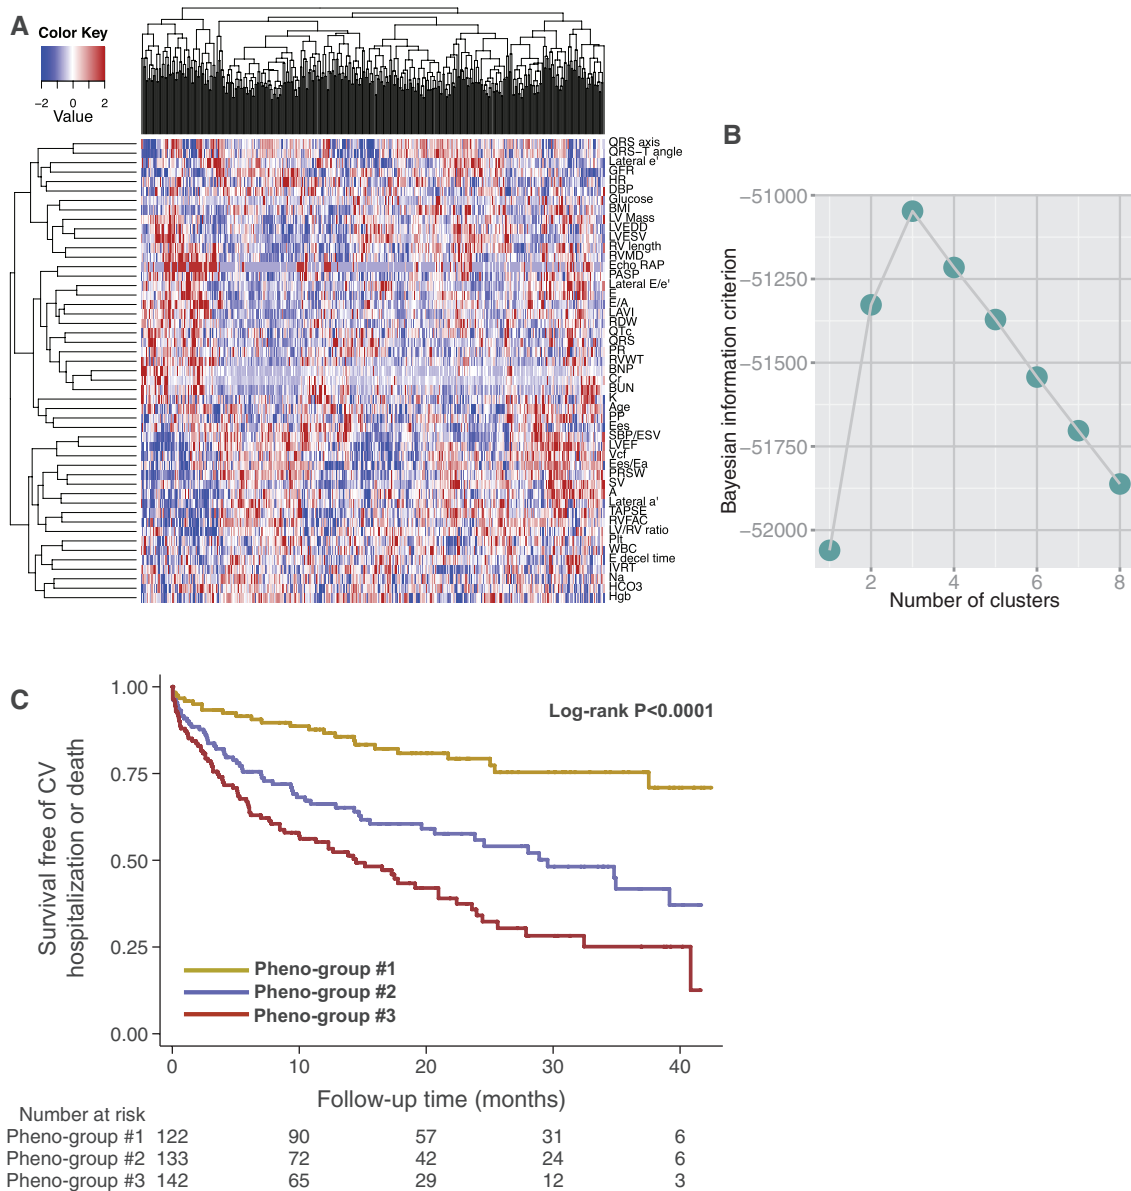 A
Color Key
−2 0 2
Value
QRS axis
QRS−T angle
Lateral e'
GFR
HR
DBP
Glucose
BMI
LV Mass
LVEDD
LVESV
RV length
RVMD
Echo RAP
PASP
Lateral E/e'
E
E/A
LAVI
RDW
QTc
QRS
PR
RVWT
BNP
Cr
BUN
K
Age
PP
Ees
SBP/ESV
LVEF
Vcf
Ees/Ea
PRSW
SV
A
Lateral a'
TAPSE
RVFAC
LV/RV ratio
Plt
WBC
E decel time
IVRT
Na
HCO3
Hgb
B
Bayesian information criterion
−51000
−51250
−51500
−51750
−52000
2 4 6 8
Number of clusters
C
Survival free of CV
hospitalization or death
1.00
0.75
0.50
0.25
0.00
Log-rank P<0.0001
Pheno-group #1
Pheno-group #2
Pheno-group #3
0 10 20 30 40
Follow-up time (months)
Number at risk
Pheno-group #1 122 90 57 31 6
Pheno-group #2 133 72 42 24 6
Pheno-group #3 142 65 29 12 3